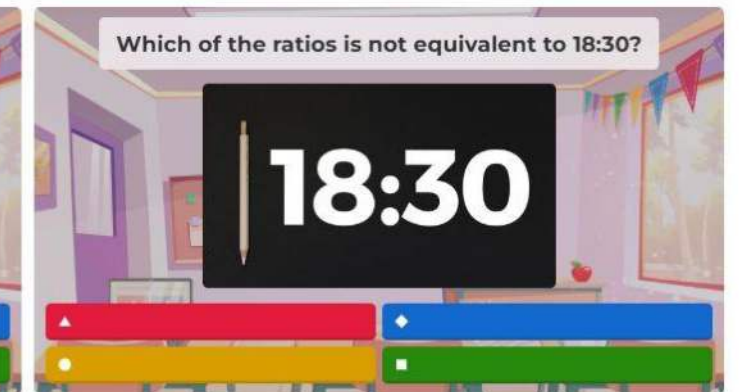 Which of the ratios is not equivalent to 18:30?
18:30